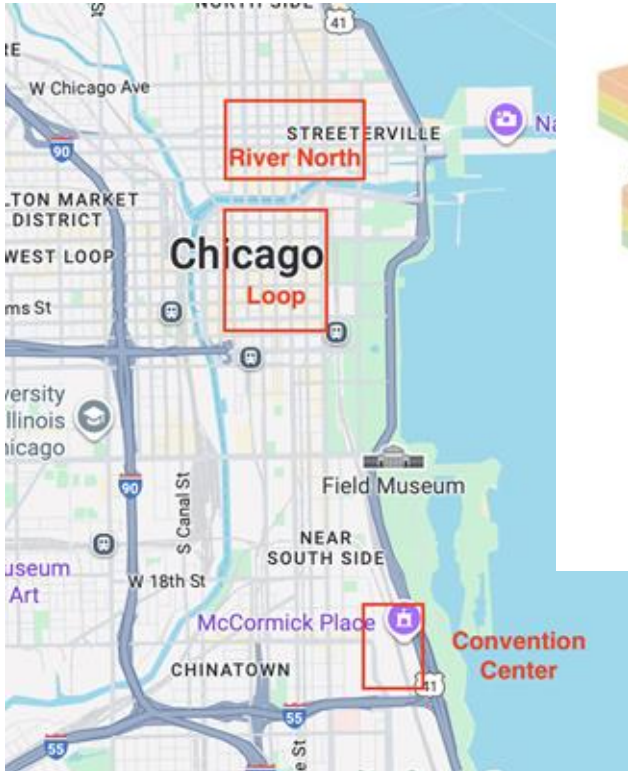 NORTH SIDE
41
W Chicago Ave
90
STREETERVILLE
River North
LTON MARKET
DISTRICT
WEST LOOP
Chicago
Loop
ms St
versity
llinois
icago
90
S Canal St
Field Museum
NEAR
SOUTH SIDE
useum
Art
W 18th St
McCormick Place
Convention
Center
CHINATOWN
41
55
55
e St